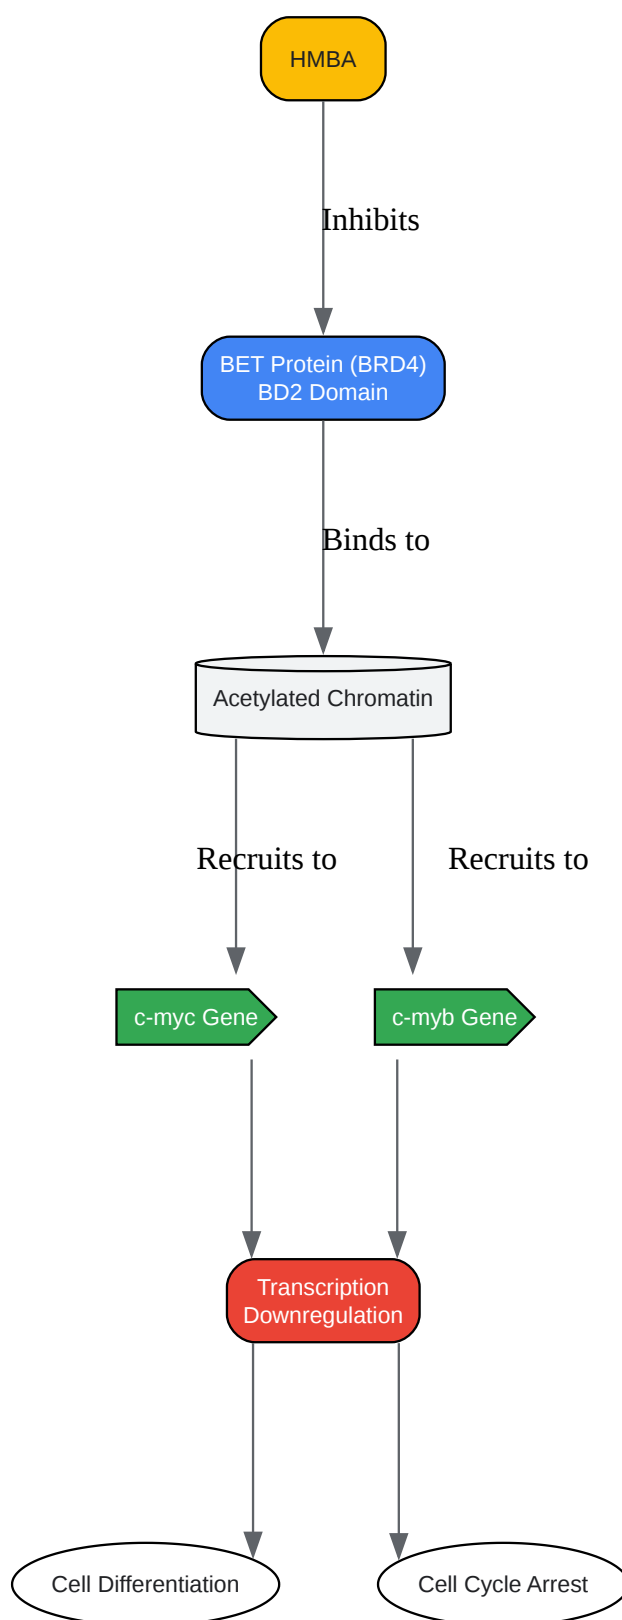 HMBA
Inhibits
BET Protein (BRD4)
BD2 Domain
Binds to
Acetylated Chromatin
Recruits to
Recruits to
c-myc Gene
c-myb Gene
Transcription
Downregulation
Cell Differentiation
Cell Cycle Arrest